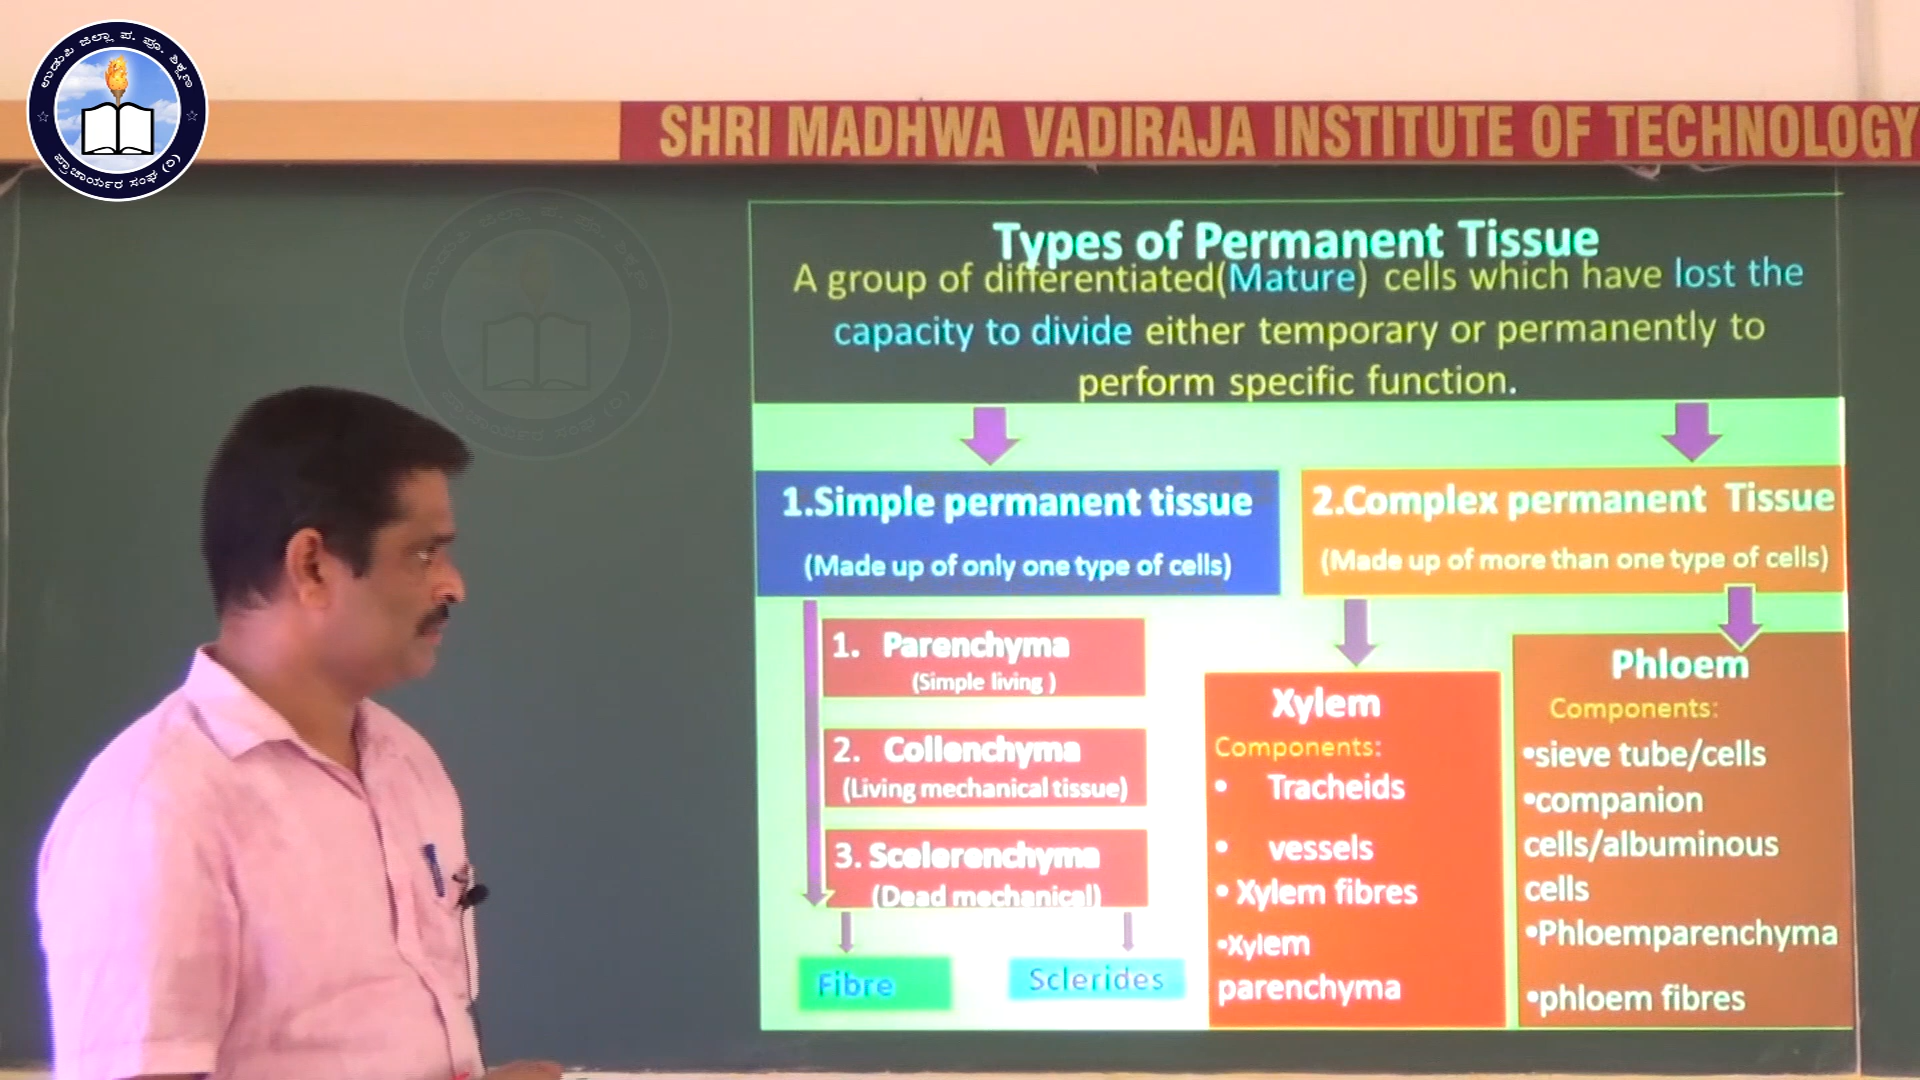 ಉಡುಪಿ ಜಿಲ್ಲಾ ಪ. ಪೂ. ಶಿಕ್ಷಣ
ಪ್ರಾಚಾರ್ಯರ ಸಂಘ (ರಿ)
SHRI MADHWA VADIRAJA INSTITUTE OF TECHNOLOGY
Types of Permanent Tissue
A group of differentiated(Mature) cells which have lost the
capacity to divide either temporary or permanently to
perform specific function.
1.Simple permanent tissue
(Made up of only one type of cells)
2.Complex permanent Tissue
(Made up of more than one type of cells)
1. Parenchyma
(Simple living )
2. Collenchyma
(Living mechanical tissue)
3. Scelerenchyma
(Dead mechanical)
Fibre
Sclerides
Xylem
Components:
• Tracheids
• vessels
• Xylem fibres
•Xylem
parenchyma
Phloem
Components:
•sieve tube/cells
•companion
cells/albuminous
cells
•Phloemparenchyma
•phloem fibres